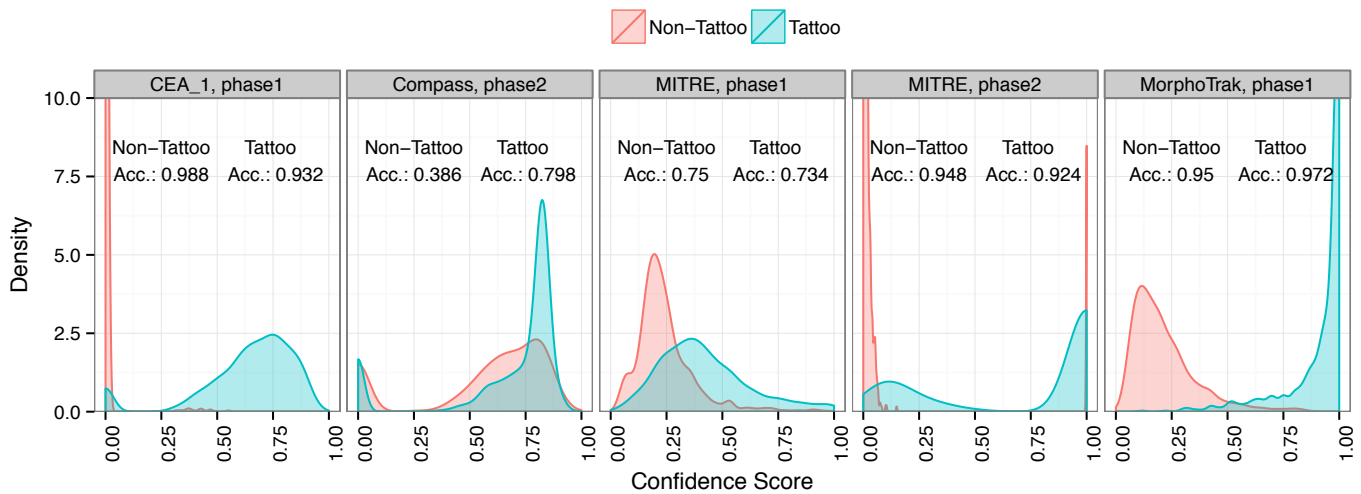 Non−Tattoo Tattoo
CEA_1, phase1 Compass, phase2 MITRE, phase1 MITRE, phase2 MorphoTrak, phase1
10.0
Non−Tattoo Tattoo Non−Tattoo Tattoo Non−Tattoo Tattoo Non−Tattoo Tattoo Non−Tattoo Tattoo
Acc.: 0.988 Acc.: 0.932 Acc.: 0.386 Acc.: 0.798 Acc.: 0.75 Acc.: 0.734 Acc.: 0.948 Acc.: 0.924 Acc.: 0.95 Acc.: 0.972
7.5
Density
5.0
2.5
0.0
0.00 0.25 0.50 0.75 1.00 0.00 0.25 0.50 0.75 1.00 0.00 0.25 0.50 0.75 1.00 0.00 0.25 0.50 0.75 1.00 0.00 0.25 0.50 0.75 1.00
Confidence Score